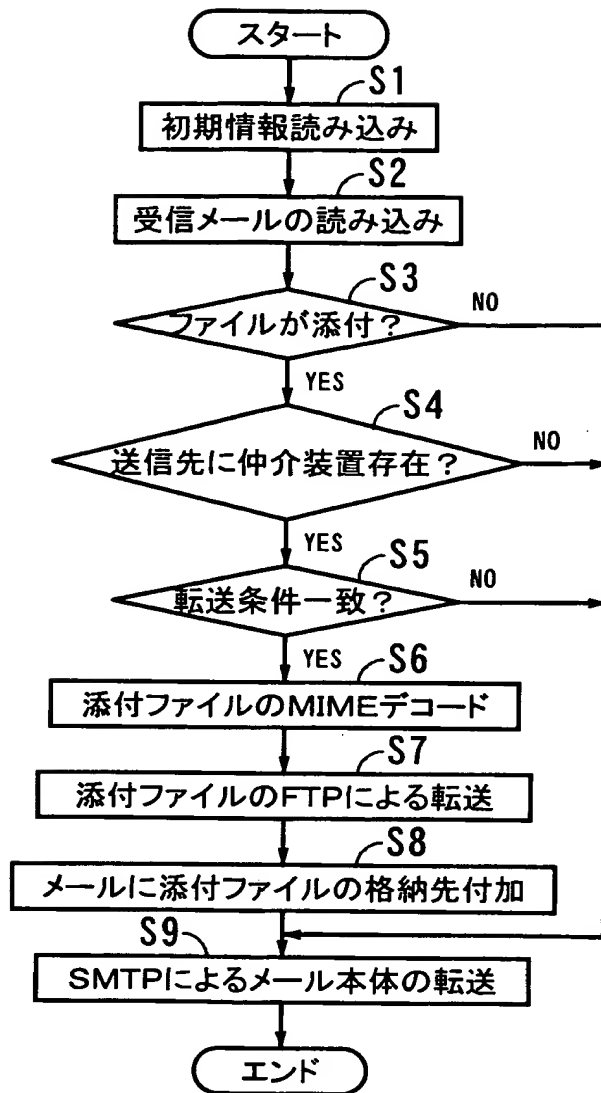 スタート
S1
初期情報読み込み
S2
受信メールの読み込み
S3
ファイルが添付？
NO
YES
S4
送信先に仲介装置存在？
NO
YES
S5
転送条件一致？
NO
YES
S6
添付ファイルのMIMEデコード
S7
添付ファイルのFTPによる転送
S8
メールに添付ファイルの格納先付加
S9
SMTPによるメール本体の転送
エンド